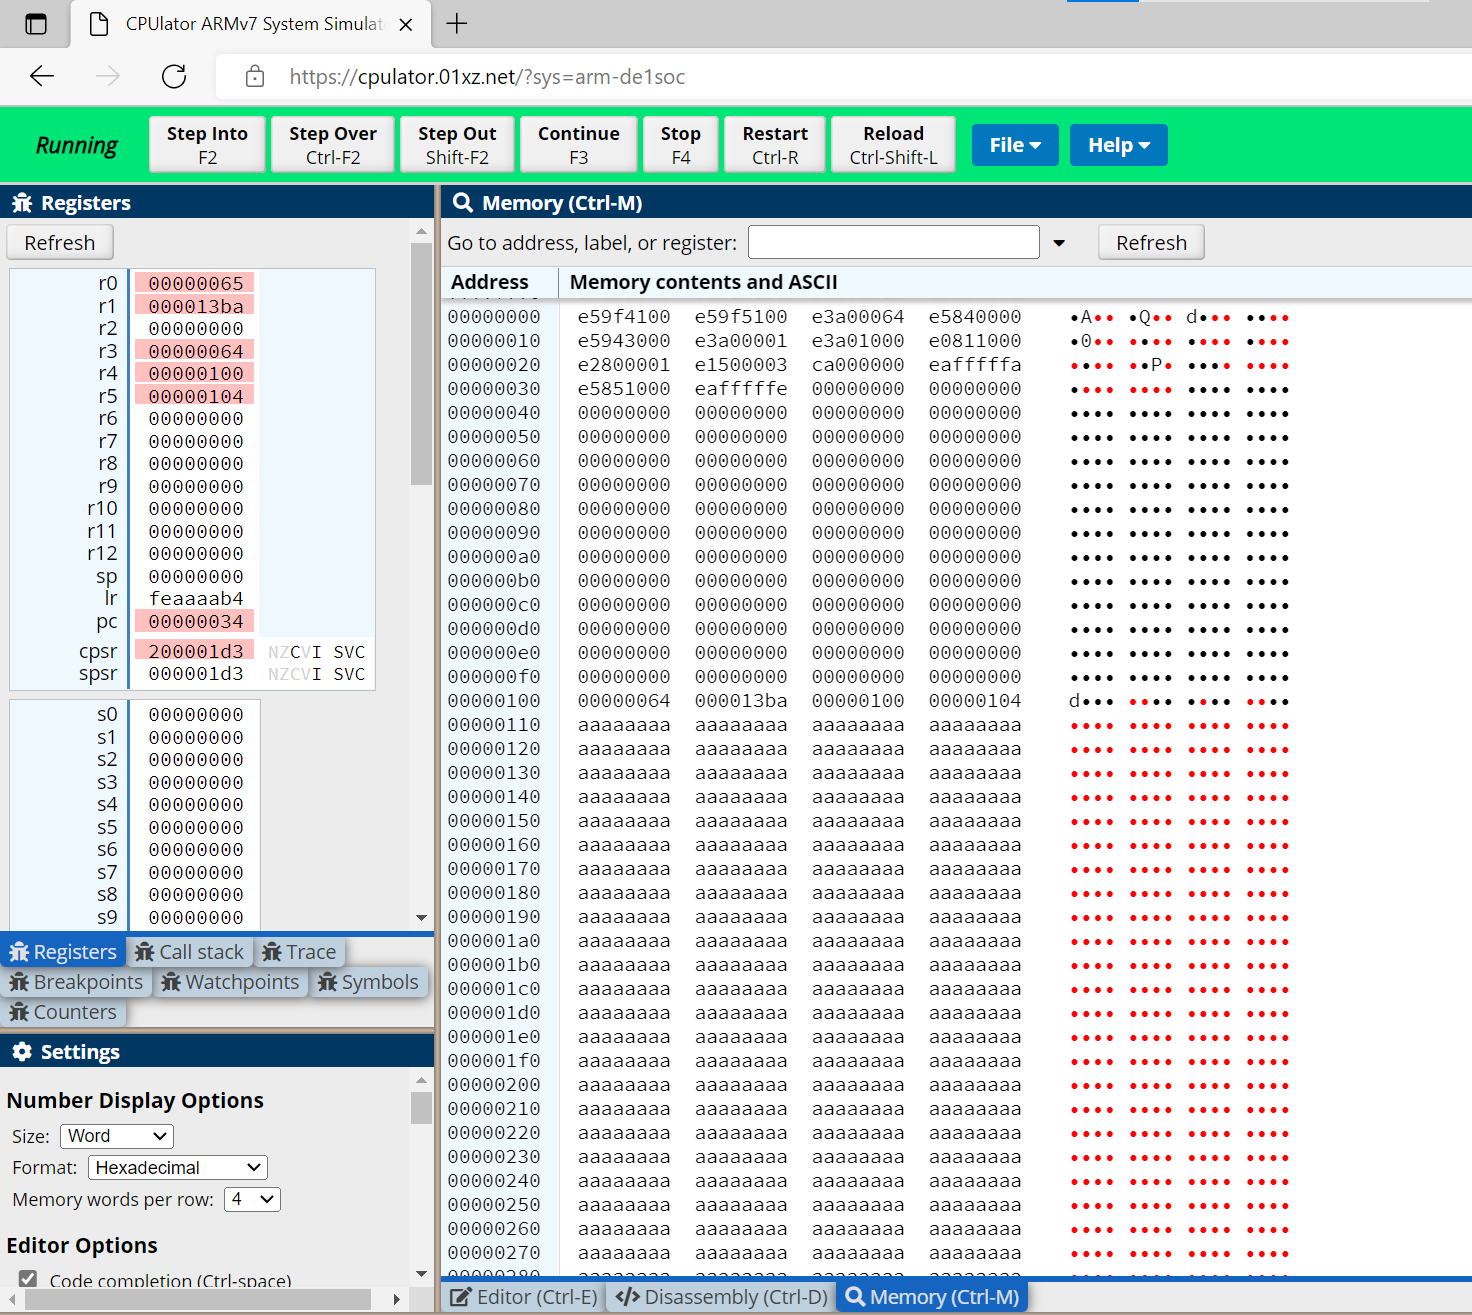 CPUlator ARMv7 System Simulat
https://cpulator.01xz.net/?sys=arm-de1soc
Running
Step Into F2
Step Over Ctrl-F2
Step Out Shift-F2
Continue F3
Stop F4
Restart Ctrl-R
Reload Ctrl-Shift-L
File
Help
Registers
Refresh
r0 00000065
r1 000013ba
r2 00000000
r3 00000064
r4 00000100
r5 00000104
r6 00000000
r7 00000000
r8 00000000
r9 00000000
r10 00000000
r11 00000000
r12 00000000
sp 00000000
lr feaaaab4
pc 00000034
cpsr 200001d3 NZCVI SVC
spsr 000001d3 NZCVI SVC
s0 00000000
s1 00000000
s2 00000000
s3 00000000
s4 00000000
s5 00000000
s6 00000000
s7 00000000
s8 00000000
s9 00000000
Registers Call stack Trace
Breakpoints Watchpoints Symbols
Counters
Settings
Number Display Options
Size: Word
Format: Hexadecimal
Memory words per row: 4
Editor Options
Code completion (Ctrl-space)
Memory (Ctrl-M)
Go to address, label, or register: Refresh
Address Memory contents and ASCII
00000000 e59f4100 e59f5100 e3a00064 e5840000 •A•• •Q•• d••• ••••
00000010 e5943000 e3a00001 e3a01000 e0811000 •0•• •••• •••• ••••
00000020 e2800001 e1500003 ca000000 eafffffa •••• ••P• •••• ••••
00000030 e5851000 eafffffe 00000000 00000000 •••• •••• •••• ••••
00000040 00000000 00000000 00000000 00000000 •••• •••• •••• ••••
00000050 00000000 00000000 00000000 00000000 •••• •••• •••• ••••
00000060 00000000 00000000 00000000 00000000 •••• •••• •••• ••••
00000070 00000000 00000000 00000000 00000000 •••• •••• •••• ••••
00000080 00000000 00000000 00000000 00000000 •••• •••• •••• ••••
00000090 00000000 00000000 00000000 00000000 •••• •••• •••• ••••
000000a0 00000000 00000000 00000000 00000000 •••• •••• •••• ••••
000000b0 00000000 00000000 00000000 00000000 •••• •••• •••• ••••
000000c0 00000000 00000000 00000000 00000000 •••• •••• •••• ••••
000000d0 00000000 00000000 00000000 00000000 •••• •••• •••• ••••
000000e0 00000000 00000000 00000000 00000000 •••• •••• •••• ••••
000000f0 00000000 00000000 00000000 00000000 •••• •••• •••• ••••
00000100 00000064 000013ba 00000100 00000104 d••• •••• •••• ••••
00000110 aaaaaaaa aaaaaaaa aaaaaaaa aaaaaaaa •••• •••• •••• ••••
00000120 aaaaaaaa aaaaaaaa aaaaaaaa aaaaaaaa •••• •••• •••• ••••
00000130 aaaaaaaa aaaaaaaa aaaaaaaa aaaaaaaa •••• •••• •••• ••••
00000140 aaaaaaaa aaaaaaaa aaaaaaaa aaaaaaaa •••• •••• •••• ••••
00000150 aaaaaaaa aaaaaaaa aaaaaaaa aaaaaaaa •••• •••• •••• ••••
00000160 aaaaaaaa aaaaaaaa aaaaaaaa aaaaaaaa •••• •••• •••• ••••
00000170 aaaaaaaa aaaaaaaa aaaaaaaa aaaaaaaa •••• •••• •••• ••••
00000180 aaaaaaaa aaaaaaaa aaaaaaaa aaaaaaaa •••• •••• •••• ••••
00000190 aaaaaaaa aaaaaaaa aaaaaaaa aaaaaaaa •••• •••• •••• ••••
000001a0 aaaaaaaa aaaaaaaa aaaaaaaa aaaaaaaa •••• •••• •••• ••••
000001b0 aaaaaaaa aaaaaaaa aaaaaaaa aaaaaaaa •••• •••• •••• ••••
000001c0 aaaaaaaa aaaaaaaa aaaaaaaa aaaaaaaa •••• •••• •••• ••••
000001d0 aaaaaaaa aaaaaaaa aaaaaaaa aaaaaaaa •••• •••• •••• ••••
000001e0 aaaaaaaa aaaaaaaa aaaaaaaa aaaaaaaa •••• •••• •••• ••••
000001f0 aaaaaaaa aaaaaaaa aaaaaaaa aaaaaaaa •••• •••• •••• ••••
00000200 aaaaaaaa aaaaaaaa aaaaaaaa aaaaaaaa •••• •••• •••• ••••
00000210 aaaaaaaa aaaaaaaa aaaaaaaa aaaaaaaa •••• •••• •••• ••••
00000220 aaaaaaaa aaaaaaaa aaaaaaaa aaaaaaaa •••• •••• •••• ••••
00000230 aaaaaaaa aaaaaaaa aaaaaaaa aaaaaaaa •••• •••• •••• ••••
00000240 aaaaaaaa aaaaaaaa aaaaaaaa aaaaaaaa •••• •••• •••• ••••
00000250 aaaaaaaa aaaaaaaa aaaaaaaa aaaaaaaa •••• •••• •••• ••••
00000260 aaaaaaaa aaaaaaaa aaaaaaaa aaaaaaaa •••• •••• •••• ••••
00000270 aaaaaaaa aaaaaaaa aaaaaaaa aaaaaaaa •••• •••• •••• ••••
Editor (Ctrl-E) Disassembly (Ctrl-D) Memory (Ctrl-M)